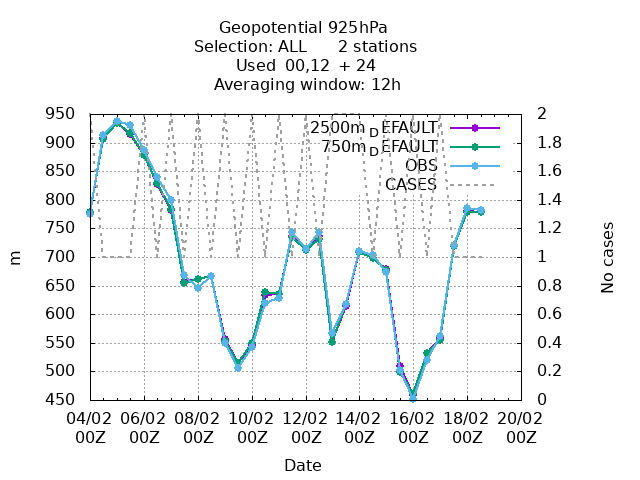 Geopotential 925hPa
Selection: ALL 2 stations
Used 00,12 + 24
Averaging window: 12h
950
900
850
800
750
700
650
600
550
500
450
m
2500m DEFAULT
750m DEFAULT
OBS
CASES
2
1.8
1.6
1.4
1.2
1
0.8
0.6
0.4
0.2
0
No cases
04/02 06/02 08/02 10/02 12/02 14/02 16/02 18/02 20/02
00Z 00Z 00Z 00Z 00Z 00Z 00Z 00Z 00Z
Date